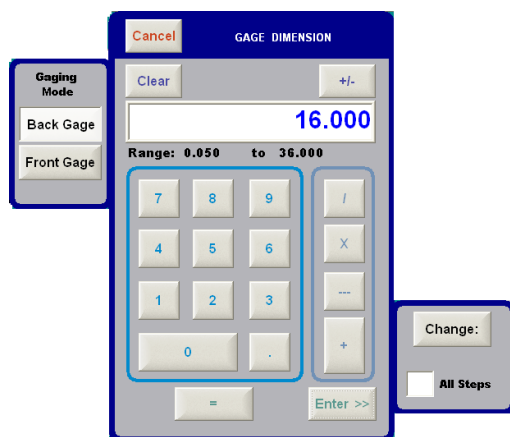 Cancel
GAGE DIMENSION
Gaging
Mode
Back Gage
Front Gage
Clear
+/-
16.000
Range: 0.050 to 36.000
7 8 9 /
4 5 6 X
1 2 3 ---
0 . +
= Enter >>
Change:
All Steps